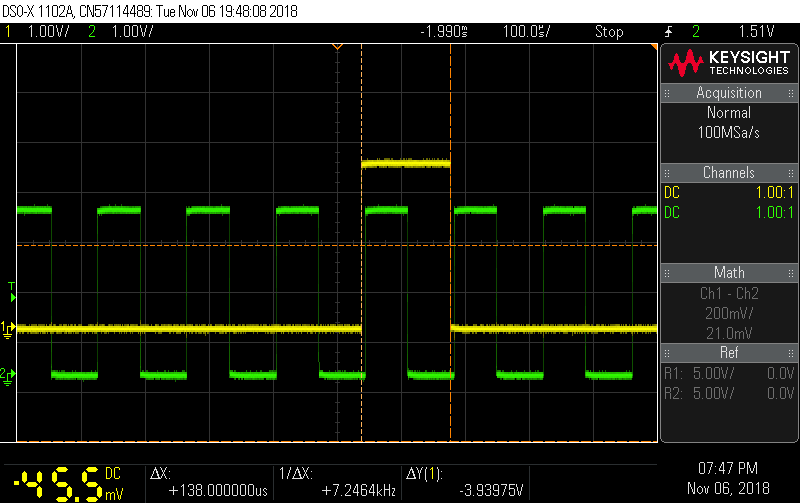 DSO-X 1102A, CN57114489: Tue Nov 06 19:48:08 2018
1 1.00V/ 2 1.00V/ -1.990s 100.0s/ Stop 2 1.51V
KEYSIGHT
TECHNOLOGIES
Acquisition
Normal
100MSa/s
Channels
DC 1.00:1
DC 1.00:1
T
Math
Ch1 - Ch2
200mV/
21.0mV
1
Ref
R1: 5.00V/ 0.0V
2
R2: 5.00V/ 0.0V
-45.5 DC mV
ΔX:
+138.000000us
1/ΔX:
+7.2464kHz
ΔY(1):
-3.93975V
07:47 PM
Nov 06, 2018